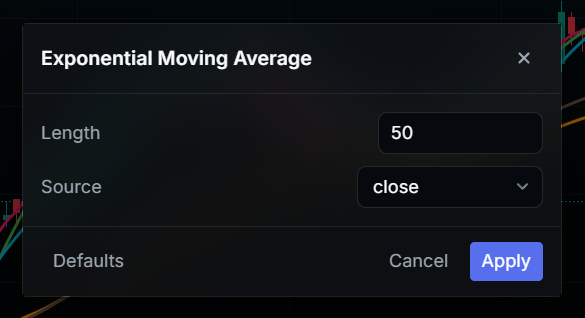 Exponential Moving Average
Length
50
Source
close
Defaults
Cancel
Apply